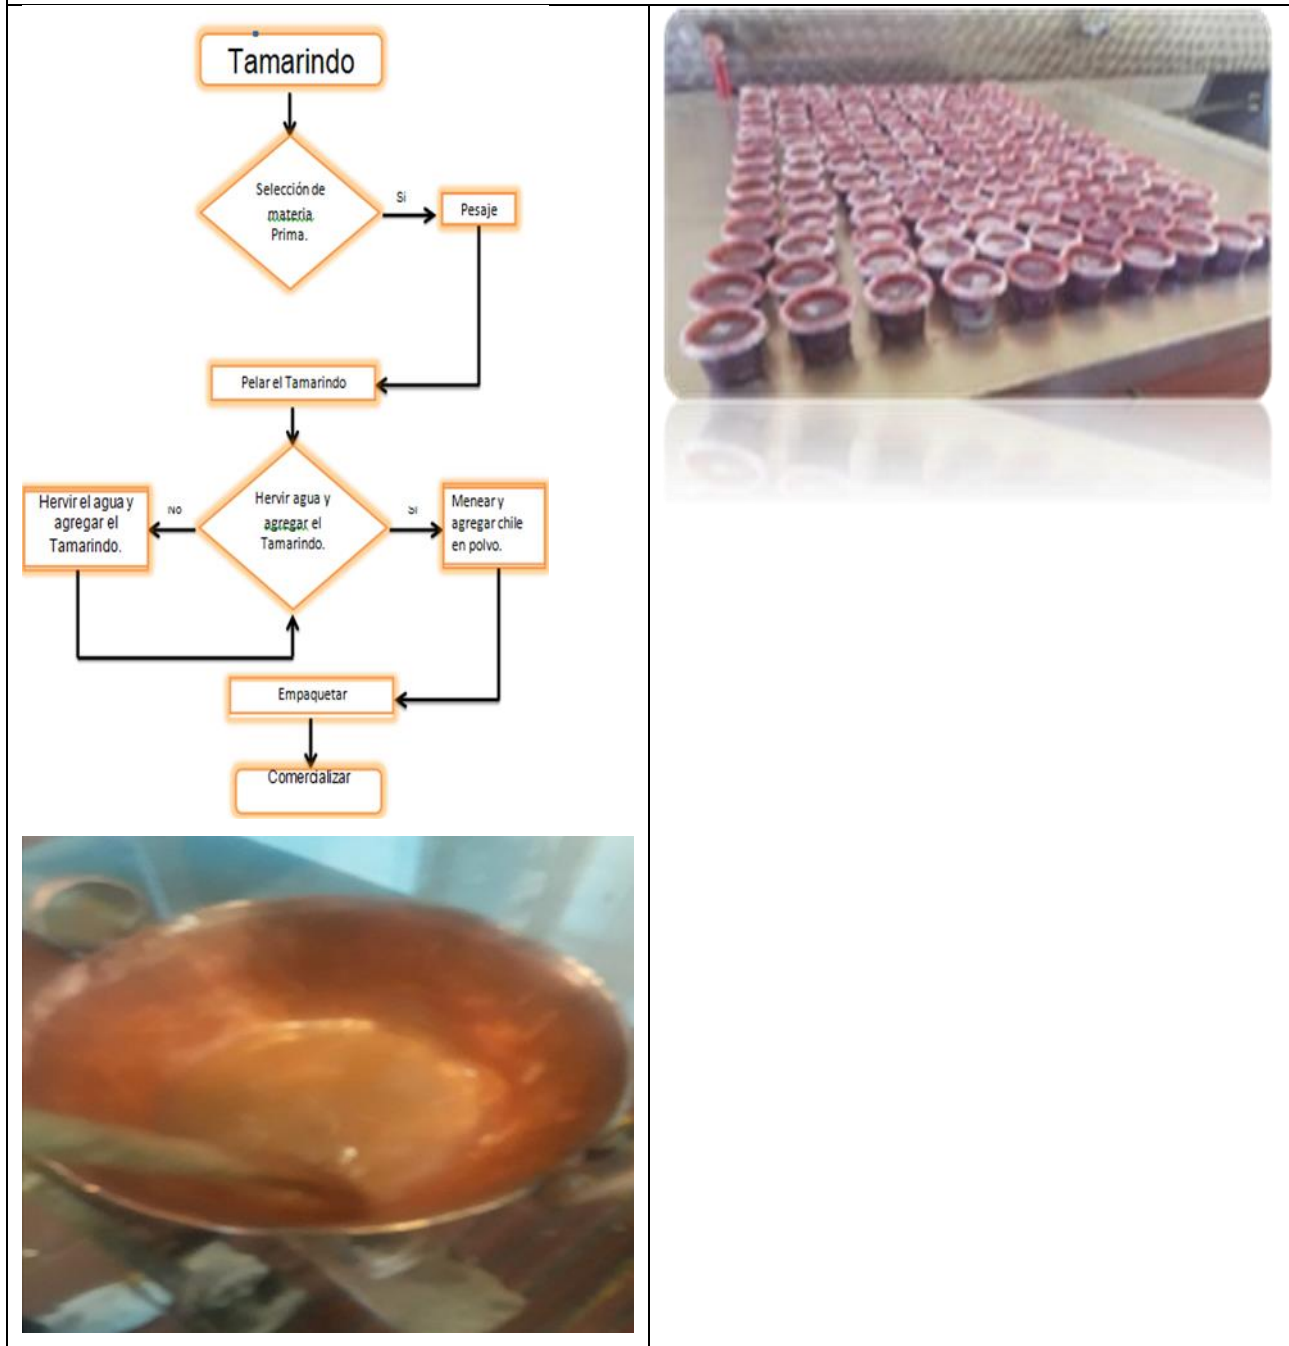 Tamarindo
Selección de
materia
Prima.
Si
Pesaje
Pelar el Tamarindo
Hervir el agua y
agregar el
Tamarindo.
No
Hervir agua y
agregar el
Tamarindo.
Si
Menear y
agregar chile
en polvo.
Empaquetar
Comercializar